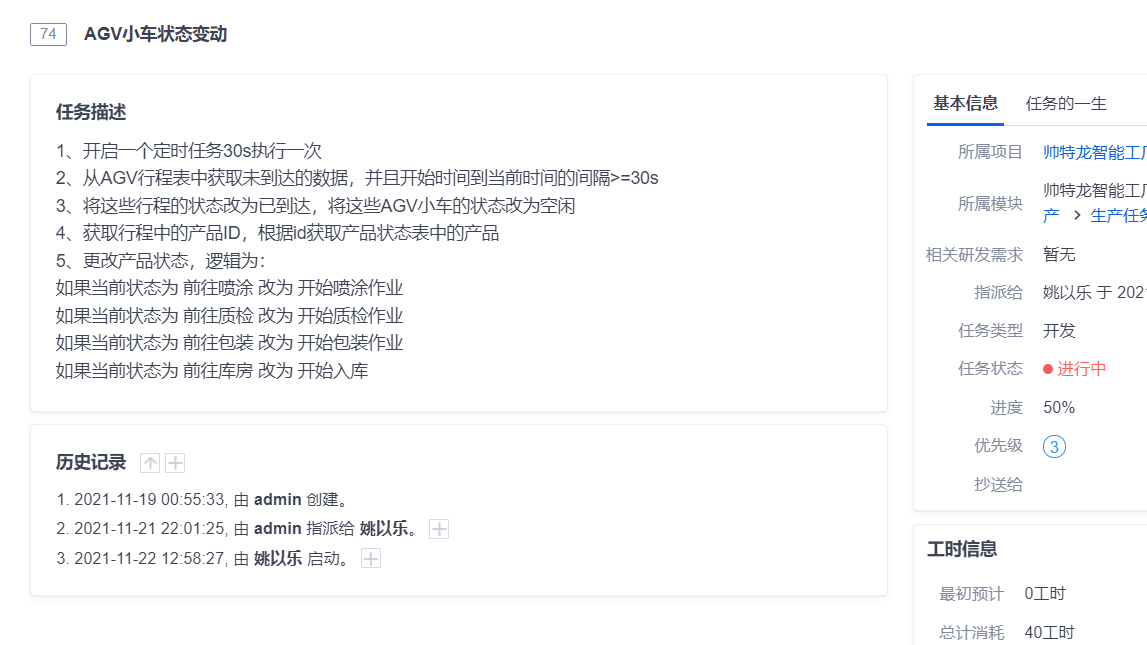 74 AGV小车状态变动
任务描述
1、开启一个定时任务30s执行一次
2、从AGV行程表中获取未到达的数据，并且开始时间到当前时间的间隔>=30s
3、将这些行程的状态改为已到达，将这些AGV小车的状态改为空闲
4、获取行程中的产品ID，根据id获取产品状态表中的产品
5、更改产品状态，逻辑为：
如果当前状态为 前往喷涂 改为 开始喷涂作业
如果当前状态为 前往质检 改为 开始质检作业
如果当前状态为 前往包装 改为 开始包装作业
如果当前状态为 前往库房 改为 开始入库
历史记录
1. 2021-11-19 00:55:33, 由 admin 创建。
2. 2021-11-21 22:01:25, 由 admin 指派给 姚以乐。
3. 2021-11-22 12:58:27, 由 姚以乐 启动。
基本信息 任务的一生
所属项目 帅特龙智能工厂
所属模块 帅特龙智能工厂
产 > 生产任务
相关研发需求 暂无
指派给 姚以乐 于 202
任务类型 开发
任务状态 进行中
进度 50%
优先级 3
抄送给
工时信息
最初预计 0工时
总计消耗 40工时